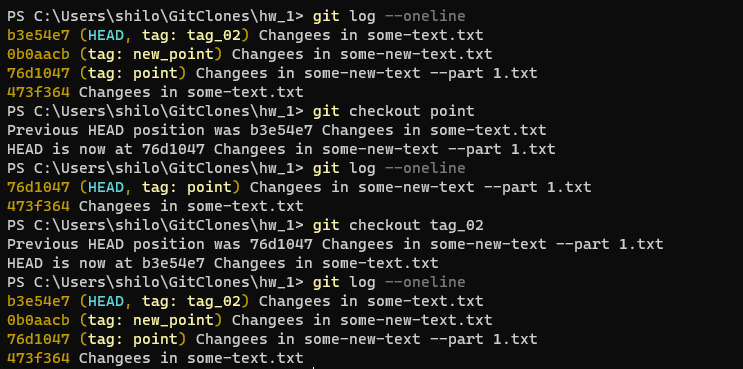 PS C:\Users\shilo\GitClones\hw_1> git log --oneline
b3e54e7 (HEAD, tag: tag_02) Changees in some-text.txt
0b0aacb (tag: new_point) Changees in some-text.txt
76d1047 (tag: point) Changees in some-new-text --part 1.txt
473f364 Changees in some-text.txt
PS C:\Users\shilo\GitClones\hw_1> git checkout point
Previous HEAD position was b3e54e7 Changees in some-text.txt
HEAD is now at 76d1047 Changees in some-new-text --part 1.txt
PS C:\Users\shilo\GitClones\hw_1> git log --oneline
76d1047 (HEAD, tag: point) Changees in some-new-text --part 1.txt
473f364 Changees in some-text.txt
PS C:\Users\shilo\GitClones\hw_1> git checkout tag_02
Previous HEAD position was 76d1047 Changees in some-new-text --part 1.txt
HEAD is now at b3e54e7 Changees in some-text.txt
PS C:\Users\shilo\GitClones\hw_1> git log --oneline
b3e54e7 (HEAD, tag: tag_02) Changees in some-text.txt
0b0aacb (tag: new_point) Changees in some-text.txt
76d1047 (tag: point) Changees in some-new-text --part 1.txt
473f364 Changees in some-text.txt